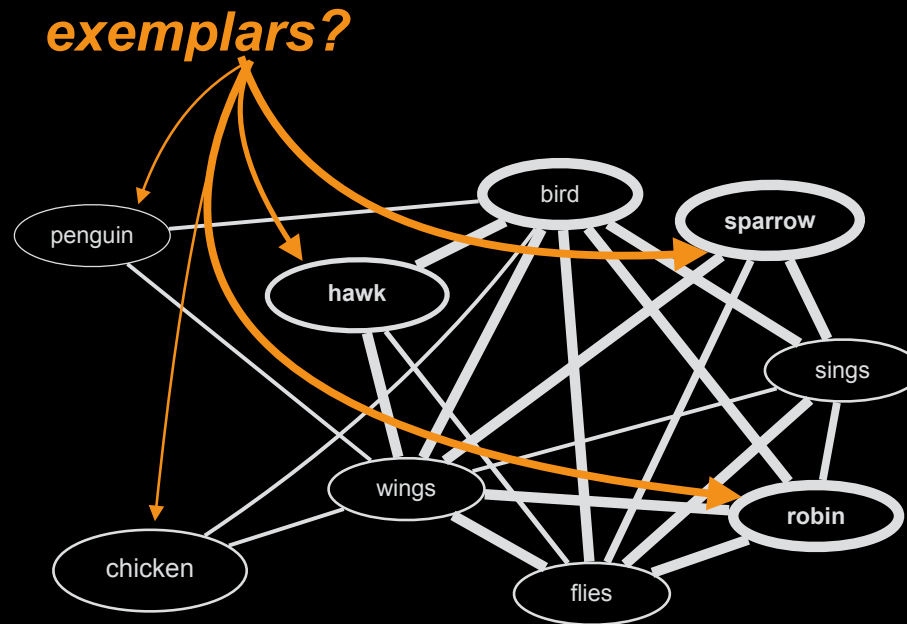 exemplars?
bird
sparrow
penguin
hawk
sings
wings
robin
chicken
flies